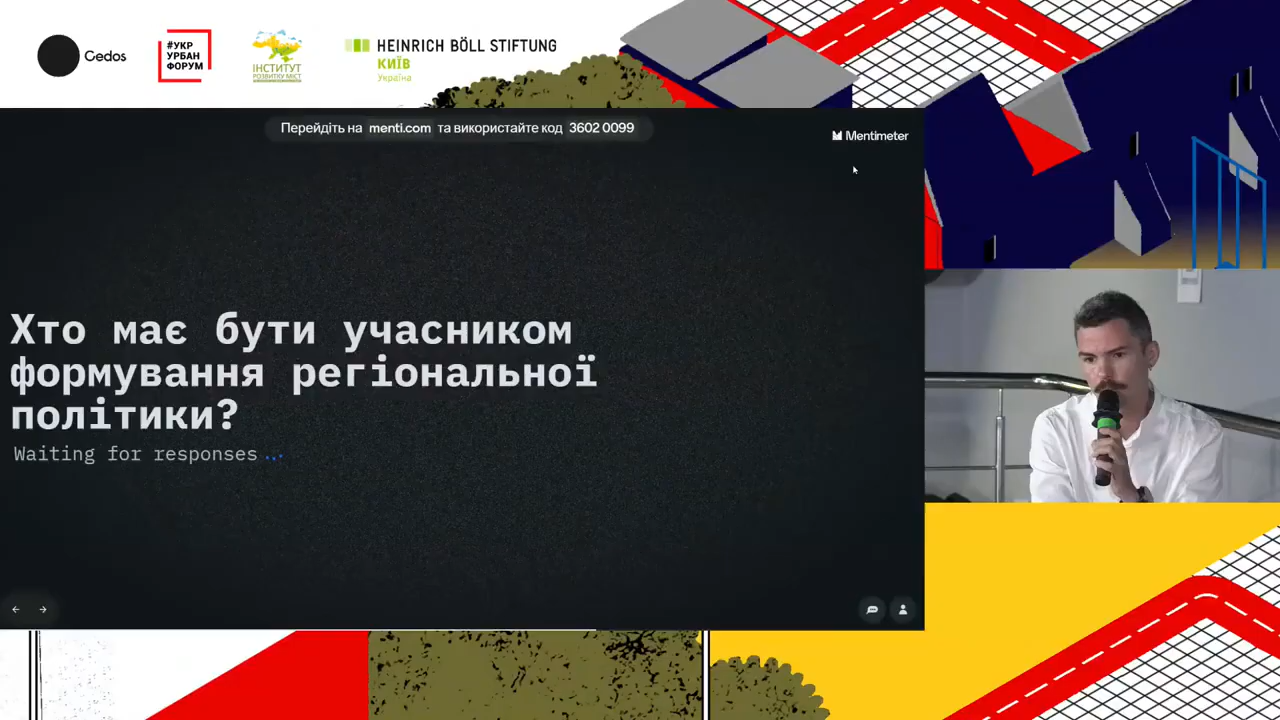 Cedos
#УКР
УРБАН
ФОРУМ
ІНСТИТУТ
РОЗВИТКУ МІСТ
HEINRICH BÖLL STIFTUNG
КИЇВ
Україна
Перейдіть на menti.com та використайте код 3602 0099
Mentimeter
Хто має бути учасником
формування регіональної
політики?
Waiting for responses...